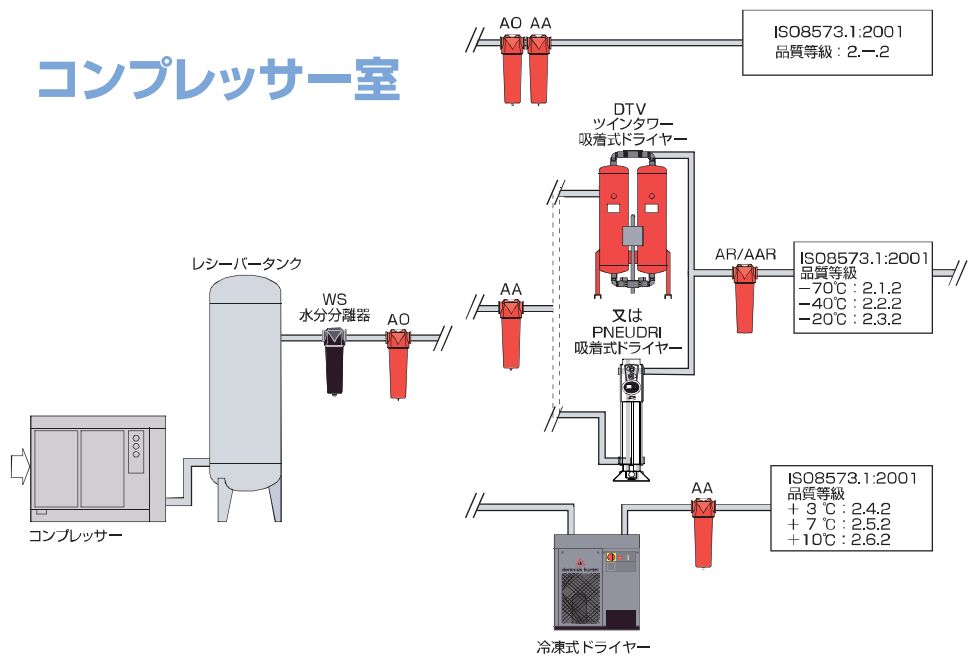 コンプレッサー室
AO AA
ISO8573.1:2001
品質等級：2.ー.2
DTV
ツインタワー
吸着式ドライヤー
レシーバータンク
WS
水分分離器
AO
AA
又は
PNEUDRI
吸着式ドライヤー
AR/AAR
ISO8573.1:2001
品質等級
－70℃：2.1.2
－40℃：2.2.2
－20℃：2.3.2
コンプレッサー
domnick hunter
冷凍式ドライヤー
AA
ISO8573.1:2001
品質等級
＋ 3 ℃：2.4.2
＋ 7 ℃：2.5.2
＋10℃：2.6.2